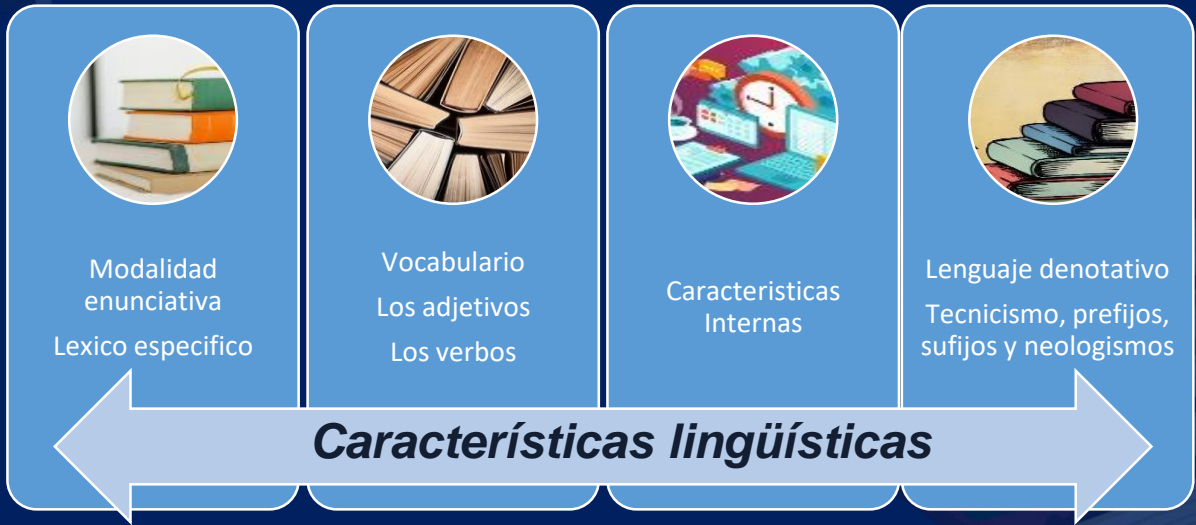 Modalidad
enunciativa
Lexico especifico
Vocabulario
Los adjetivos
Los verbos
Caracteristicas
Internas
Lenguaje denotativo
Tecnicismo, prefijos,
sufijos y neologismos
Características lingüísticas